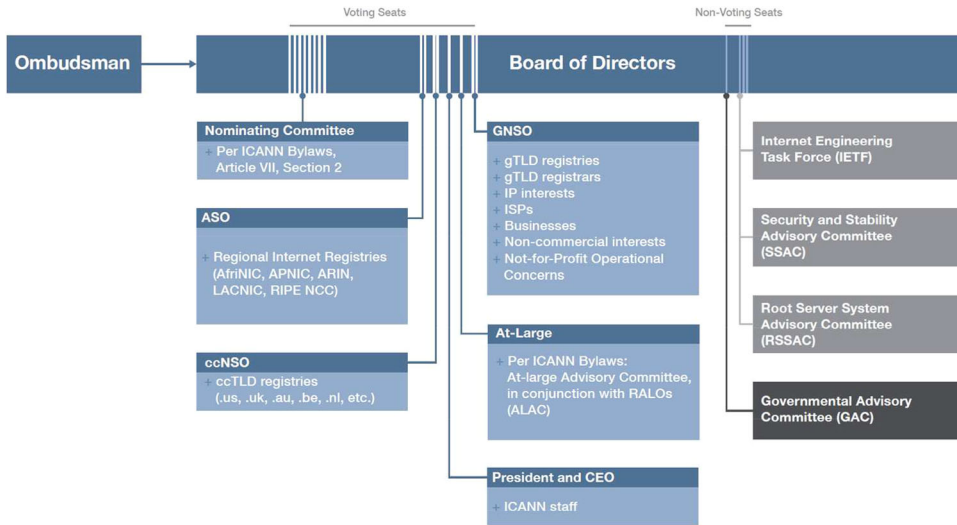 Voting Seats
Non-Voting Seats
Ombudsman
Board of Directors
Nominating Committee
+ Per ICANN Bylaws,
Article VII, Section 2
ASO
+ Regional Internet Registries
(AfriNIC, APNIC, ARIN,
LACNIC, RIPE NCC)
ccNSO
+ ccTLD registries
(.us, .uk, .au, .be, .nl, etc.)
GNSO
+ gTLD registries
+ gTLD registrars
+ IP interests
+ ISPs
+ Businesses
+ Non-commercial interests
+ Not-for-Profit Operational
Concerns
At-Large
+ Per ICANN Bylaws:
At-large Advisory Committee,
in conjunction with RALOs
(ALAC)
President and CEO
+ ICANN staff
Internet Engineering
Task Force (IETF)
Security and Stability
Advisory Committee
(SSAC)
Root Server System
Advisory Committee
(RSSAC)
Governmental Advisory
Committee (GAC)